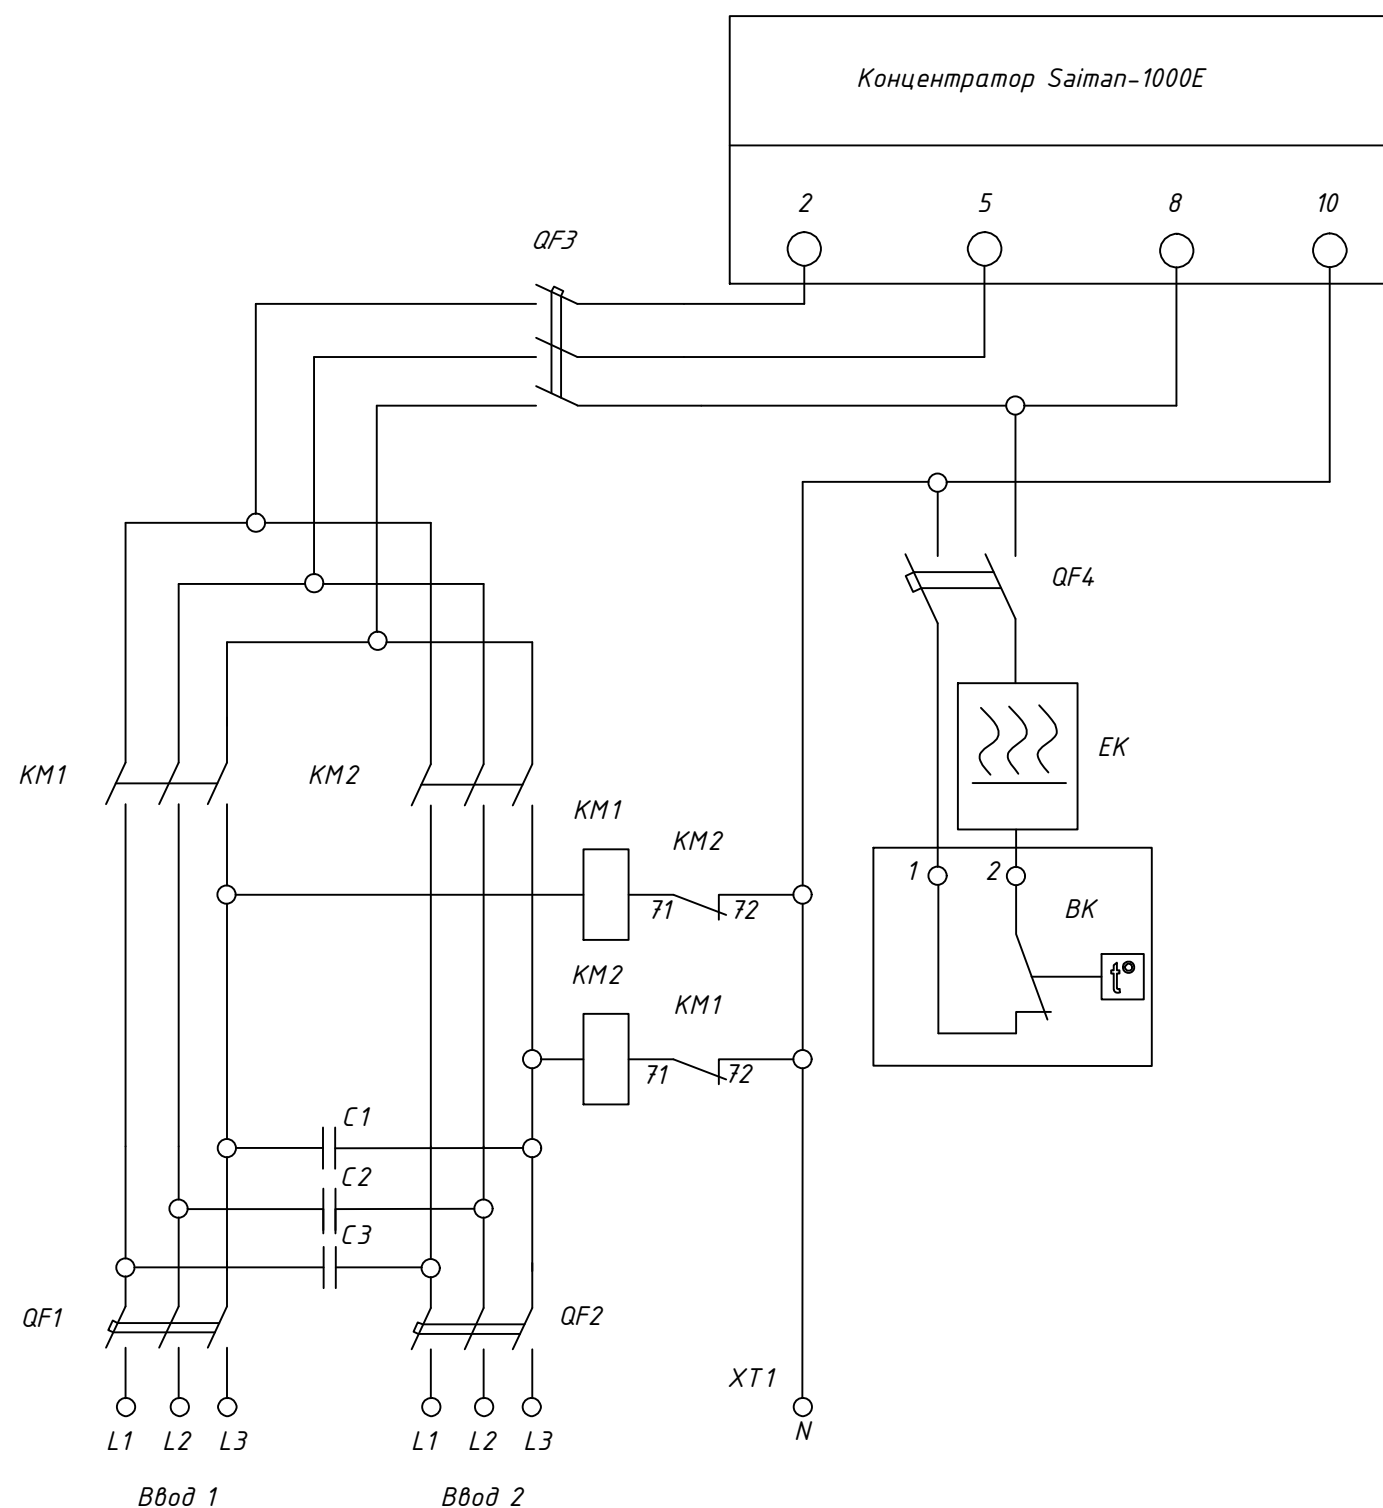 Концентратор Saiman-1000E
2 5 8 10
QF3
QF4
EK
KM1 KM2
KM1
KM2
71 72
1 2
BK
t°
KM2
KM1
71 72
C1
C2
C3
QF1 QF2
XT1
L1 L2 L3 L1 L2 L3 N
Ввод 1 Ввод 2